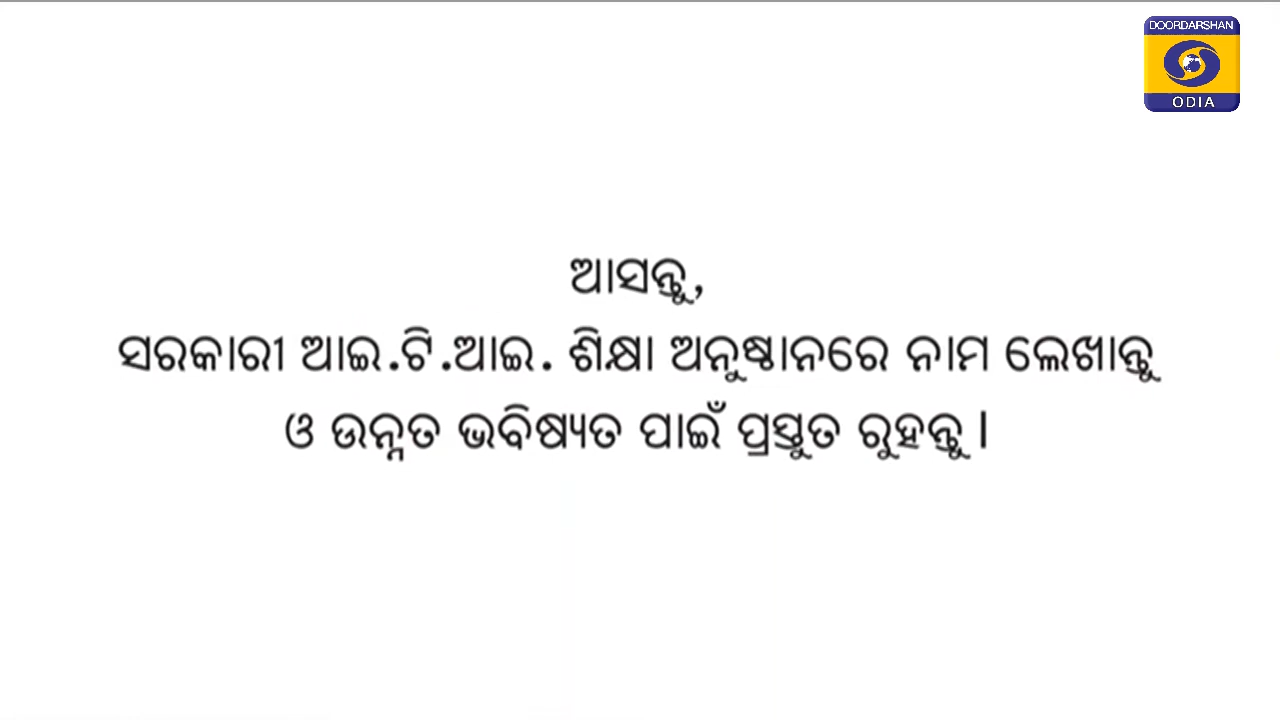 DOORDARSHAN
ODIA
ଆସନ୍ତୁ,
ସରକାରୀ ଆଇ.ଟି.ଆଇ. ଶିକ୍ଷା ଅନୁଷ୍ଠାନରେ ନାମ ଲେଖାନ୍ତୁ
ଓ ଉନ୍ନତ ଭବିଷ୍ୟତ ପାଇଁ ପ୍ରସ୍ତୁତ ରୁହନ୍ତୁ।